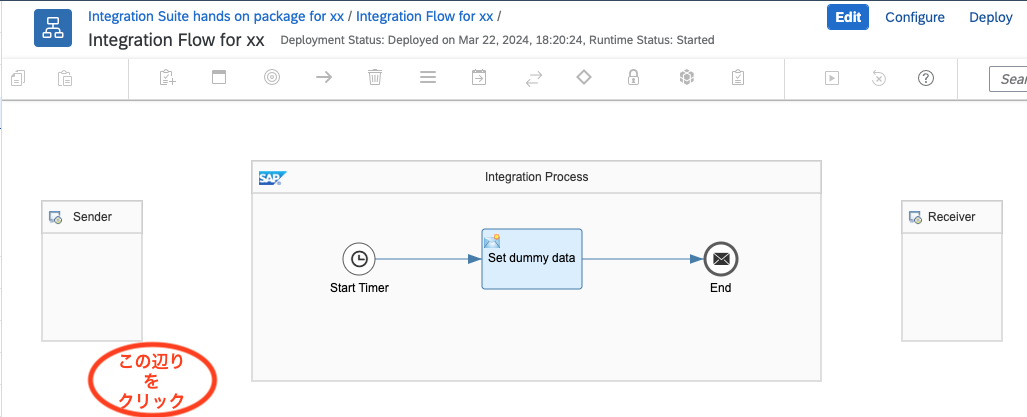 Integration Suite hands on package for xx / Integration Flow for xx /
Edit Configure Deploy
Integration Flow for xx Deployment Status: Deployed on Mar 22, 2024, 18:20:24, Runtime Status: Started
Sear
SAP Integration Process
Sender
Receiver
Set dummy data
Start Timer
End
この辺り
を
クリック